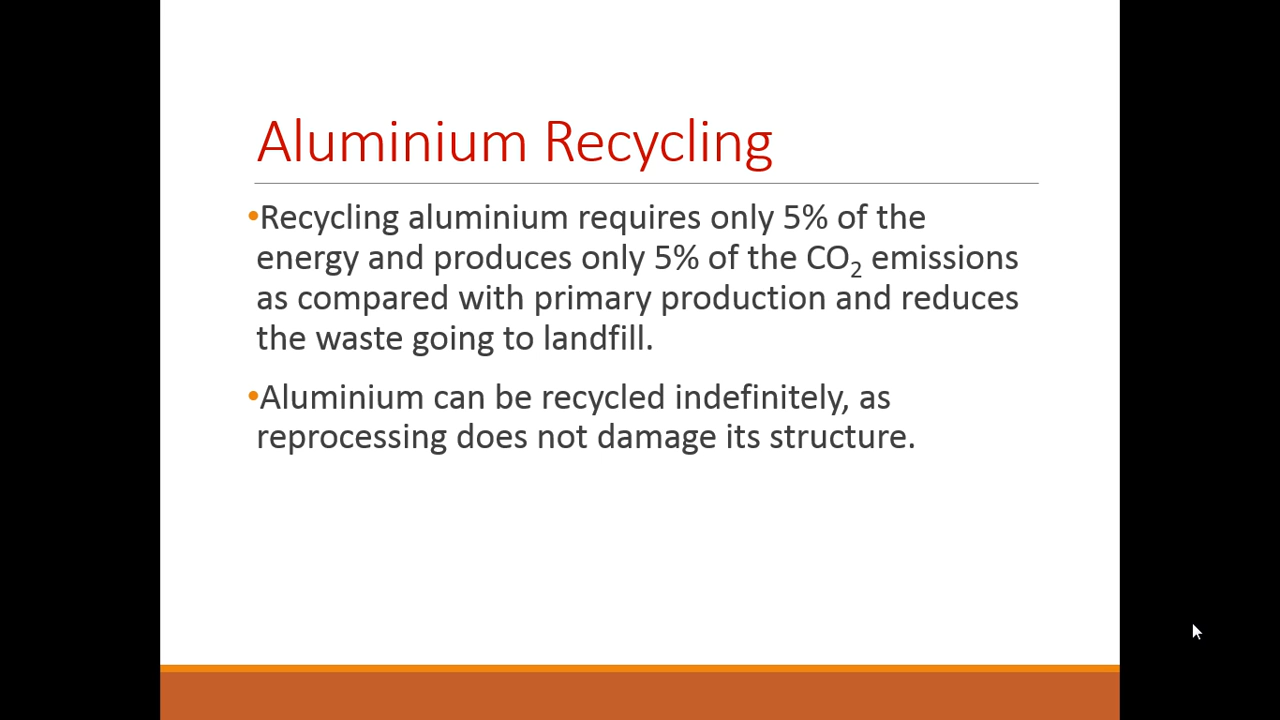 Aluminium Recycling
•Recycling aluminium requires only 5% of the
energy and produces only 5% of the CO₂ emissions
as compared with primary production and reduces
the waste going to landfill.
•Aluminium can be recycled indefinitely, as
reprocessing does not damage its structure.